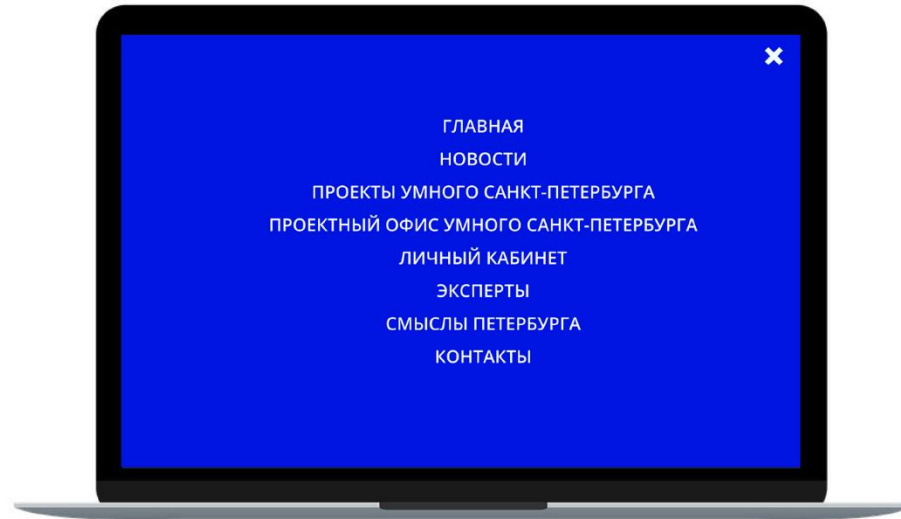 ГЛАВНАЯ
НОВОСТИ
ПРОЕКТЫ УМНОГО САНКТ-ПЕТЕРБУРГА
ПРОЕКТНЫЙ ОФИС УМНОГО САНКТ-ПЕТЕРБУРГА
ЛИЧНЫЙ КАБИНЕТ
ЭКСПЕРТЫ
СМЫСЛЫ ПЕТЕРБУРГА
КОНТАКТЫ